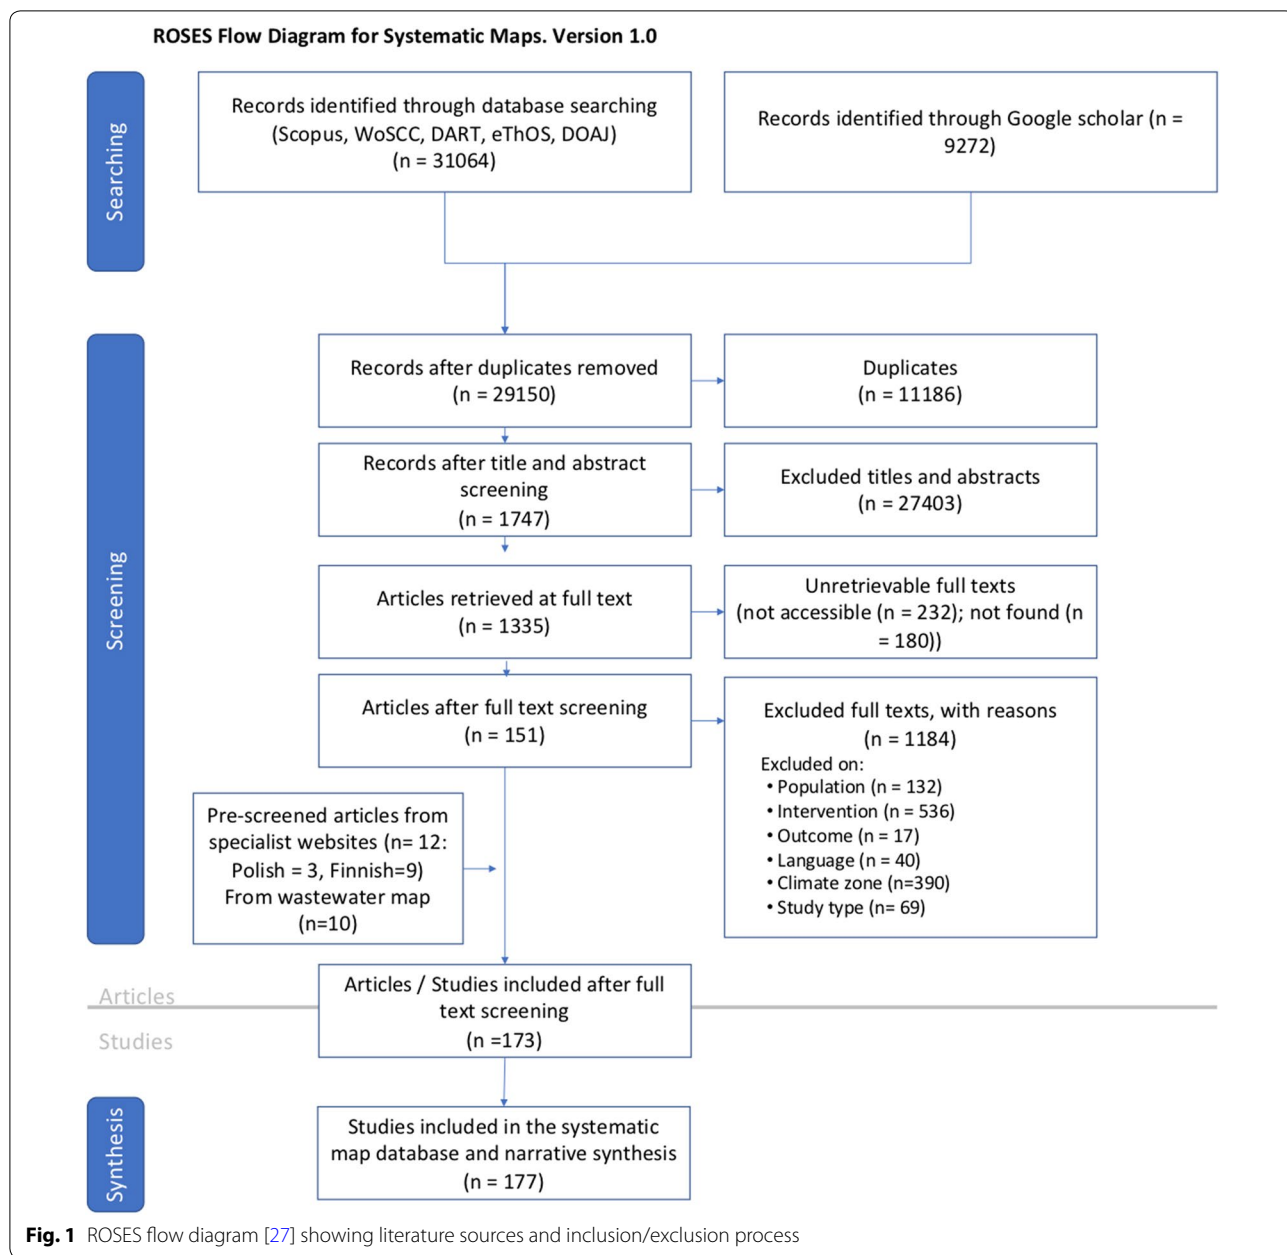 ROSES Flow Diagram for Systematic Maps. Version 1.0
Searching
Records identified through database searching
(Scopus, WoSCC, DART, eThOS, DOAJ)
(n = 31064)
Records identified through Google scholar (n =
9272)
Screening
Records after duplicates removed
(n = 29150)
Duplicates
(n = 11186)
Records after title and abstract
screening
(n = 1747)
Excluded titles and abstracts
(n = 27403)
Articles retrieved at full text
(n = 1335)
Unretrievable full texts
(not accessible (n = 232); not found (n
= 180))
Articles after full text screening
(n = 151)
Excluded full texts, with reasons
(n = 1184)
Excluded on:
• Population (n = 132)
• Intervention (n = 536)
• Outcome (n = 17)
• Language (n = 40)
• Climate zone (n=390)
• Study type (n= 69)
Pre-screened articles from
specialist websites (n= 12:
Polish = 3, Finnish=9)
From wastewater map
(n=10)
Articles
Studies
Articles / Studies included after full
text screening
(n =173)
Synthesis
Studies included in the systematic
map database and narrative synthesis
(n = 177)
Fig. 1 ROSES flow diagram [27] showing literature sources and inclusion/exclusion process